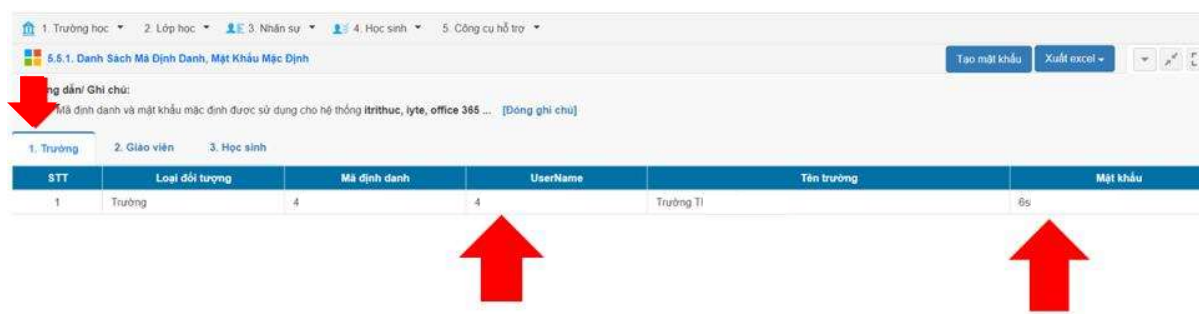 1. Trường học 2. Lớp học 3. Nhân sự 4. Học sinh 5. Công cụ hỗ trợ
5.5.1. Danh Sách Mã Định Danh, Mật Khẩu Mặc Định Tạo mật khẩu Xuất excel
ng dẫn/ Ghi chú:
Mã định danh và mật khẩu mặc định được sử dụng cho hệ thống itrithuc, iyte, office 365 ... [Đóng ghi chú]
1. Trường 2. Giáo viên 3. Học sinh
STT Loại đối tượng Mã định danh UserName Tên trường Mật khẩu
1 Trường 4 4 Trường 6s